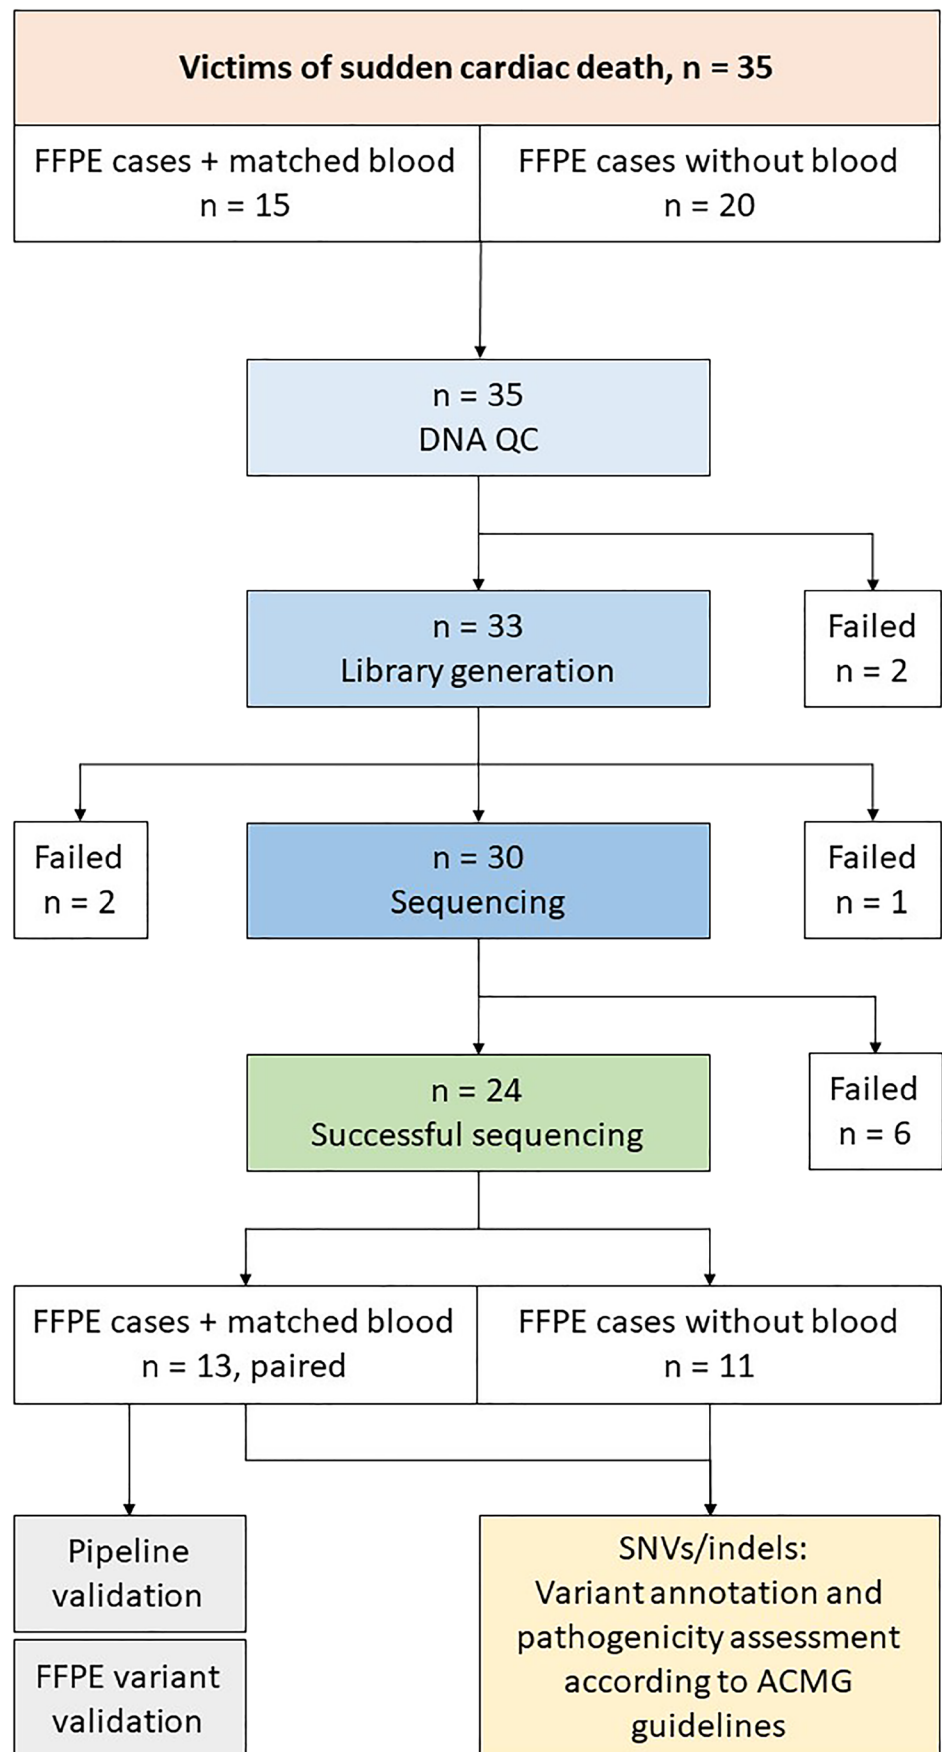 Victims of sudden cardiac death, n = 35
FFPE cases + matched blood
n = 15
FFPE cases without blood
n = 20
n = 35
DNA QC
n = 33
Library generation
Failed
n = 2
Failed
n = 2
n = 30
Sequencing
Failed
n = 1
n = 24
Successful sequencing
Failed
n = 6
FFPE cases + matched blood
n = 13, paired
FFPE cases without blood
n = 11
Pipeline
validation
FFPE variant
validation
SNVs/indels:
Variant annotation and
pathogenicity assessment
according to ACMG
guidelines